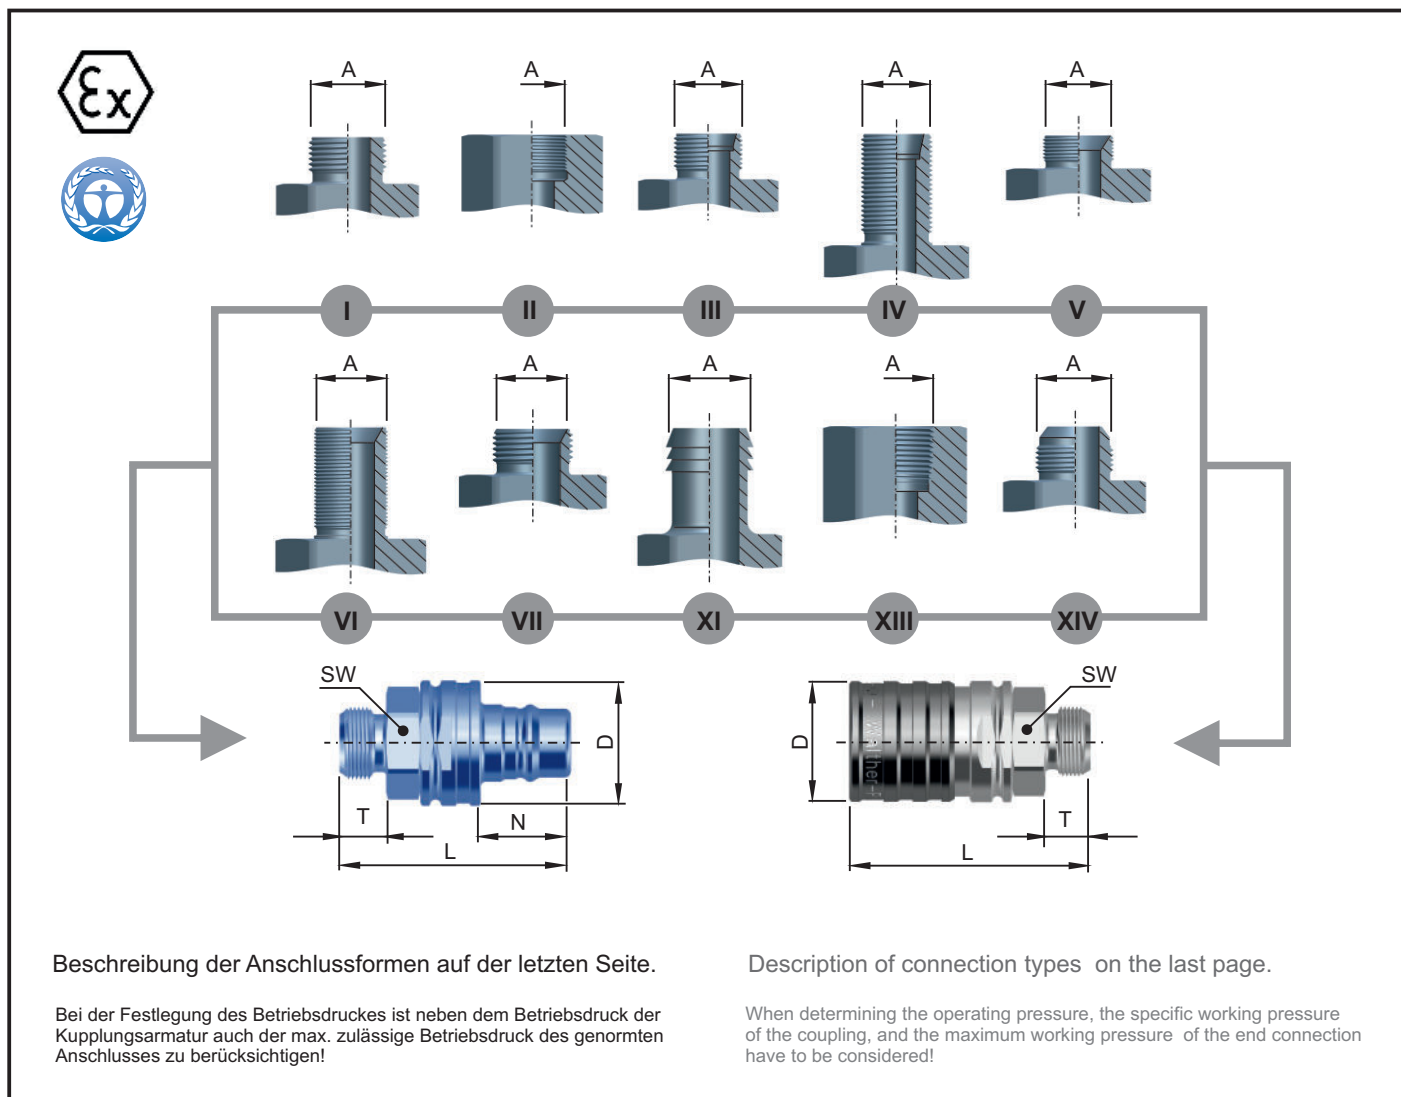 Ex
A A A A A
I II III IV V
A A A A A
VI VII XI XIII XIV
SW
D
T
N
L
SW
D
Walther-P
T
L
Beschreibung der Anschlussformen auf der letzten Seite.
Bei der Festlegung des Betriebsdruckes ist neben dem Betriebsdruck der
Kupplungsarmatur auch der max. zulässige Betriebsdruck des genormten
Anschlusses zu berücksichtigen!
Description of connection types on the last page.
When determining the operating pressure, the specific working pressure
of the coupling, and the maximum working pressure of the end connection
have to be considered!